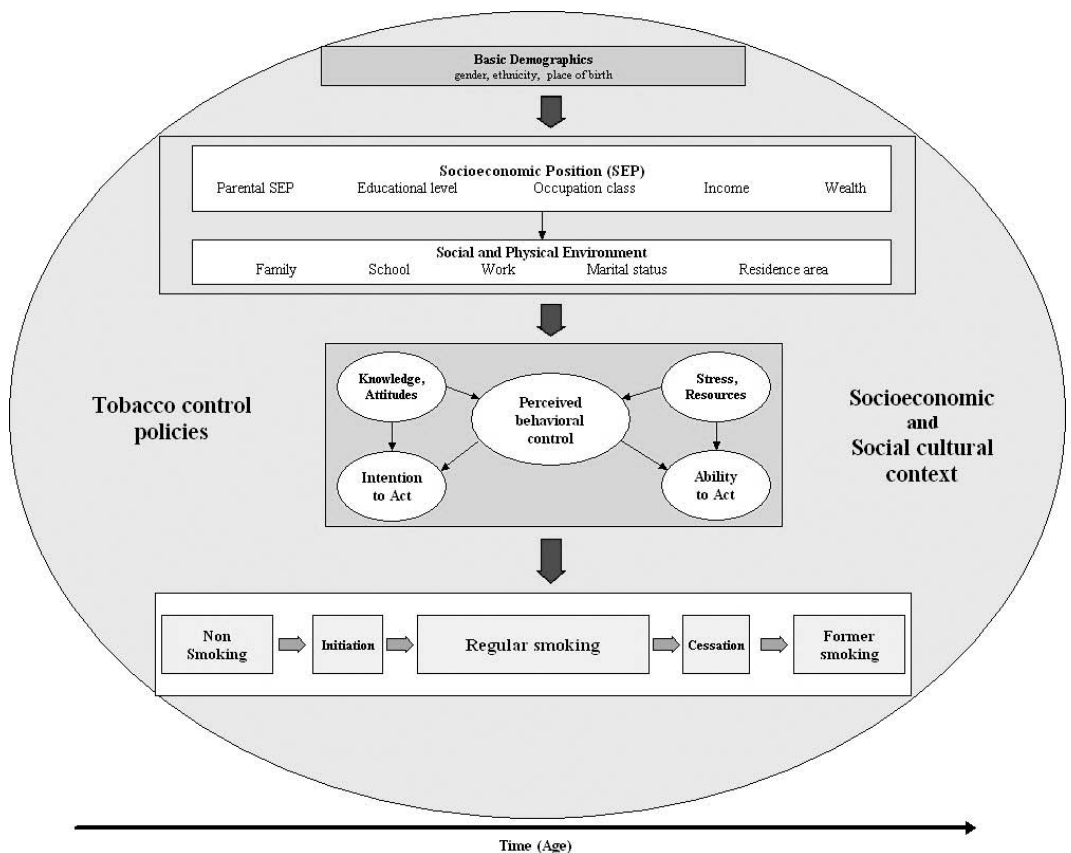 Basic Demographics
gender, ethnicity, place of birth
Socioeconomic Position (SEP)
Parental SEP Educational level Occupation class Income Wealth
Social and Physical Environment
Family School Work Marital status Residence area
Knowledge,
Attitudes
Stress,
Resources
Perceived
behavioral
control
Intention
to Act
Ability
to Act
Tobacco control
policies
Socioeconomic
and
Social cultural
context
Non
Smoking
Initiation
Regular smoking
Cessation
Former
smoking
Time (Age)